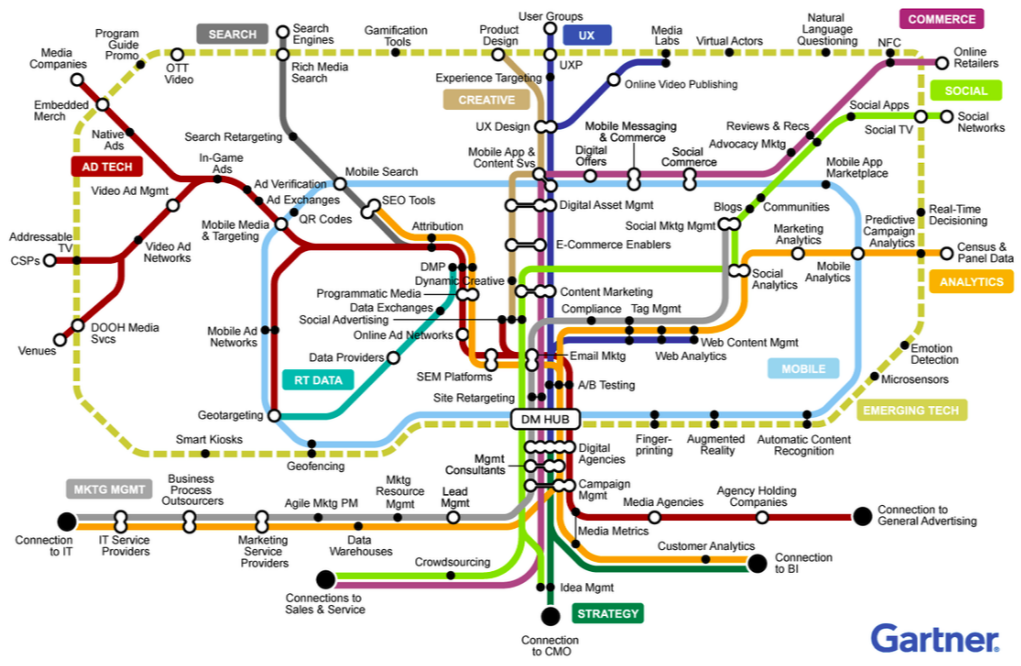 User Groups
COMMERCE
Program
Guide
Promo
SEARCH
Search
Engines
Gamification
Tools
Product
Design
UX
Media
Labs
Virtual Actors
Natural
Language
Questioning
NFC
Media
Companies
OTT
Video
Rich Media
Search
Experience Targeting
UXP
Online Video Publishing
Online
Retailers
SOCIAL
Embedded
Merch
CREATIVE
Native
Ads
Search Retargeting
UX Design
Mobile Messaging
& Commerce
Reviews & Recs
Social Apps
Social TV
Social
Networks
AD TECH
In-Game
Ads
Mobile App &
Content Svs
Digital
Offers
Social
Commerce
Advocacy Mktg
Mobile App
Marketplace
Video Ad Mgmt
Ad Verification
Mobile Search
Ad Exchanges
SEO Tools
QR Codes
Digital Asset Mgmt
Blogs
Communities
Mobile Media
& Targeting
Attribution
Social Mktg Mgmt
Marketing
Analytics
Predictive
Campaign
Analytics
Real-Time
Decisioning
Addressable
TV
CSPs
Video Ad
Networks
E-Commerce Enablers
Census &
Panel Data
DMP
Dynamic Creative
Social
Analytics
Mobile
Analytics
ANALYTICS
Programmatic Media
Content Marketing
Data Exchanges
Social Advertising
Compliance
Tag Mgmt
DOOH Media
Svcs
Mobile Ad
Networks
Online Ad Networks
Web Content Mgmt
Venues
Data Providers
Email Mktg
Web Analytics
Emotion
Detection
RT DATA
SEM Platforms
A/B Testing
MOBILE
Microsensors
Site Retargeting
Geotargeting
DM HUB
EMERGING TECH
Smart Kiosks
Geofencing
Finger-
printing
Augmented
Reality
Automatic Content
Recognition
Digital
Agencies
Mgmt
Consultants
MKTG MGMT
Business
Process
Outsourcers
Agile Mktg PM
Mktg
Resource
Mgmt
Lead
Mgmt
Campaign
Mgmt
Media Agencies
Agency Holding
Companies
Connection to
General Advertising
Connection
to IT
IT Service
Providers
Marketing
Service
Providers
Data
Warehouses
Media Metrics
Customer Analytics
Connection
to BI
Crowdsourcing
Connections to
Sales & Service
Idea Mgmt
STRATEGY
Connection
to CMO
Gartner.